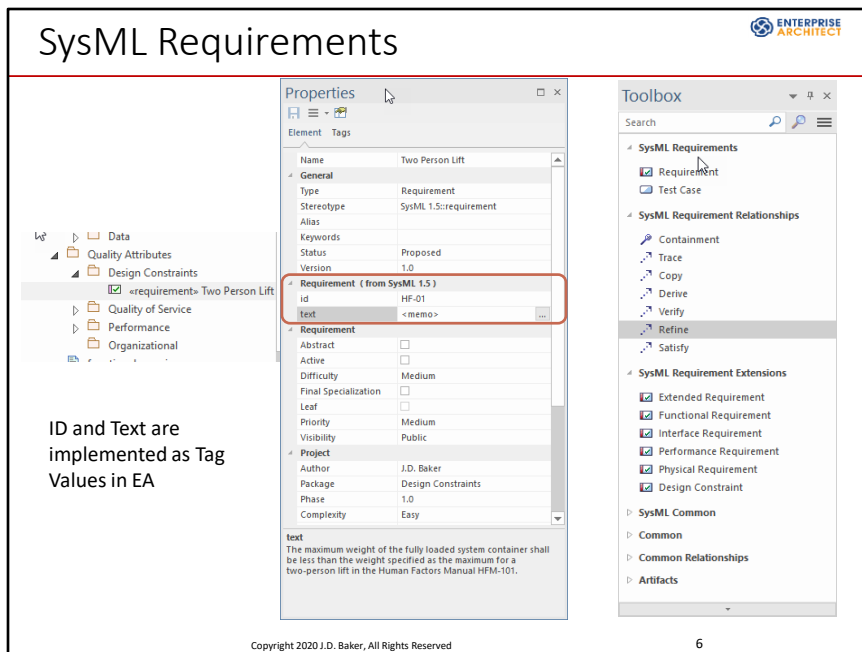 SysML Requirements
ENTERPRISE
ARCHITECT
Data
Quality Attributes
Design Constraints
«requirement» Two Person Lift
Quality of Service
Performance
Organizational
ID and Text are
implemented as Tag
Values in EA
Properties
Element Tags
Name Two Person Lift
General
Type Requirement
Stereotype SysML 1.5::requirement
Alias
Keywords
Status Proposed
Version 1.0
Requirement ( from SysML 1.5 )
id HF-01
text <memo> ...
Requirement
Abstract
Active
Difficulty Medium
Final Specialization
Leaf
Priority Medium
Visibility Public
Project
Author J.D. Baker
Package Design Constraints
Phase 1.0
Complexity Easy
text
The maximum weight of the fully loaded system container shall
be less than the weight specified as the maximum for a
two-person lift in the Human Factors Manual HFM-101.
Toolbox
Search
SysML Requirements
Requirement
Test Case
SysML Requirement Relationships
Containment
Trace
Copy
Derive
Verify
Refine
Satisfy
SysML Requirement Extensions
Extended Requirement
Functional Requirement
Interface Requirement
Performance Requirement
Physical Requirement
Design Constraint
SysML Common
Common
Common Relationships
Artifacts
Copyright 2020 J.D. Baker, All Rights Reserved
6